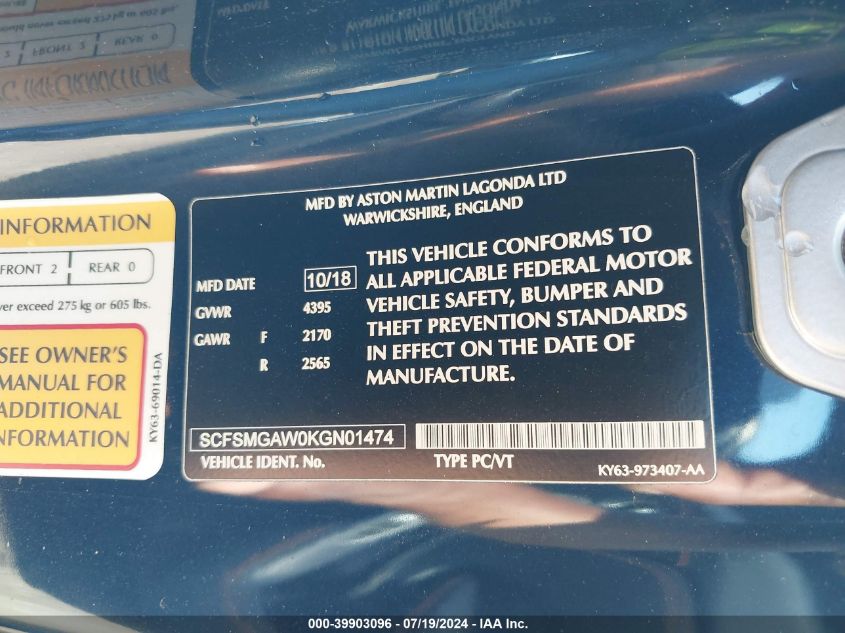 MFD BY ASTON MARTIN LAGONDA LTD
WARWICKSHIRE, ENGLAND
MFD DATE 10/18
GVWR 4395
GAWR F 2170
R 2565
THIS VEHICLE CONFORMS TO
ALL APPLICABLE FEDERAL MOTOR
VEHICLE SAFETY, BUMPER AND
THEFT PREVENTION STANDARDS
IN EFFECT ON THE DATE OF
MANUFACTURE.
SCFSMGAW0KGN01474
VEHICLE IDENT. No. TYPE PC/VT KY63-973407-AA
INFORMATION
FRONT 2 REAR 0
ver exceed 275 kg or 605 lbs.
SEE OWNER'S
MANUAL FOR
ADDITIONAL
INFORMATION
KY63-69014-DA
000-39903096 - 07/19/2024 - IAA Inc.